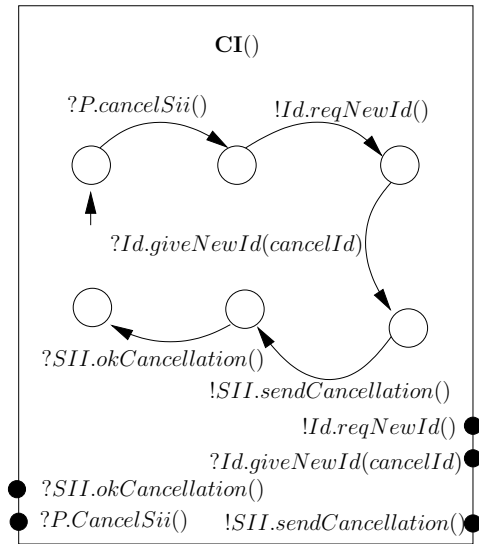 CI()
?P.cancelSii()
!Id.reqNewId()
?Id.giveNewId(cancelId)
?SII.okCancellation()
!SII.sendCancellation()
!Id.reqNewId()
?Id.giveNewId(cancelId)
?SII.okCancellation()
?P.CancelSii()
!SII.sendCancellation()